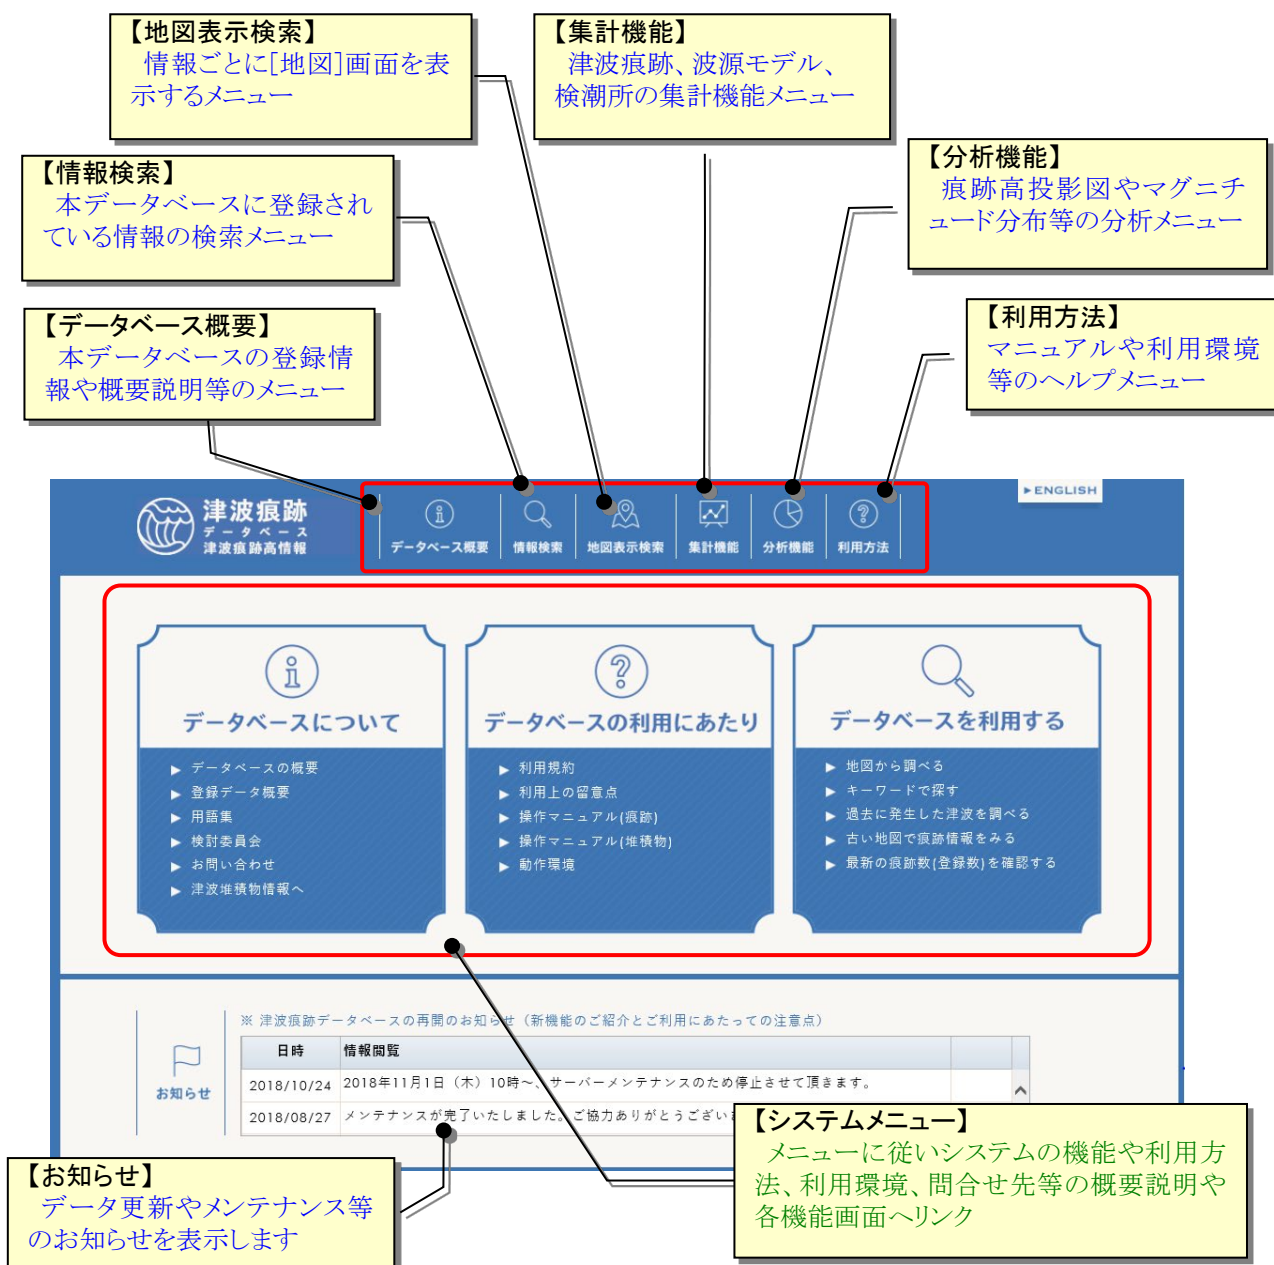 【地図表示検索】
情報ごとに[地図]画面を表
示するメニュー
【集計機能】
津波痕跡、波源モデル、
検潮所の集計機能メニュー
【情報検索】
本データベースに登録され
ている情報の検索メニュー
【分析機能】
痕跡高投影図やマグニチ
ュード分布等の分析メニュー
【データベース概要】
本データベースの登録情
報や概要説明等のメニュー
【利用方法】
マニュアルや利用環境
等のヘルプメニュー
津波痕跡
データベース
津波痕跡高情報
データベース概要
情報検索
地図表示検索
集計機能
分析機能
利用方法
▶ENGLISH
データベースについて
▶ データベースの概要
▶ 登録データ概要
▶ 用語集
▶ 検討委員会
▶ お問い合わせ
▶ 津波堆積物情報へ
データベースの利用にあたり
▶ 利用規約
▶ 利用上の留意点
▶ 操作マニュアル(痕跡)
▶ 操作マニュアル(堆積物)
▶ 動作環境
データベースを利用する
▶ 地図から調べる
▶ キーワードで探す
▶ 過去に発生した津波を調べる
▶ 古い地図で痕跡情報をみる
▶ 最新の痕跡数(登録数)を確認する
お知らせ
※ 津波痕跡データベースの再開のお知らせ（新機能のご紹介とご利用にあたっての注意点）
日時 情報閲覧
2018/10/24 2018年11月1日（木）10時～、サーバーメンテナンスのため停止させて頂きます。
2018/08/27 メンテナンスが完了いたしました。ご協力ありがとうござい
【システムメニュー】
メニューに従いシステムの機能や利用方
法、利用環境、問合せ先等の概要説明や
各機能画面へリンク
【お知らせ】
データ更新やメンテナンス等
のお知らせを表示します